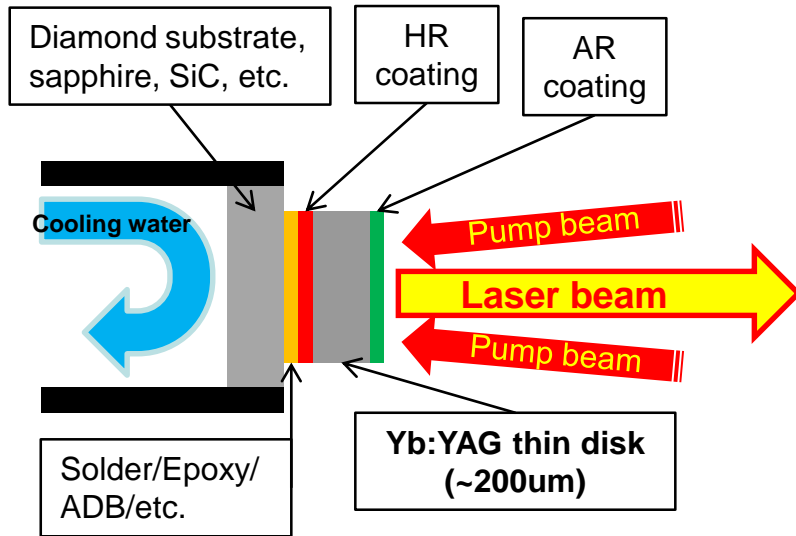 Diamond substrate,
sapphire, SiC, etc.
HR
coating
AR
coating
Cooling water
Pump beam
Laser beam
Pump beam
Solder/Epoxy/
ADB/etc.
Yb:YAG thin disk
(~200um)